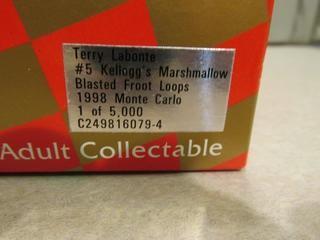 Terry Labonte
#5 Kellogg's Marshmallow
Blasted Froot Loops
1998 Monte Carlo
1 of 5,000
C249816079-4
Adult Collectable